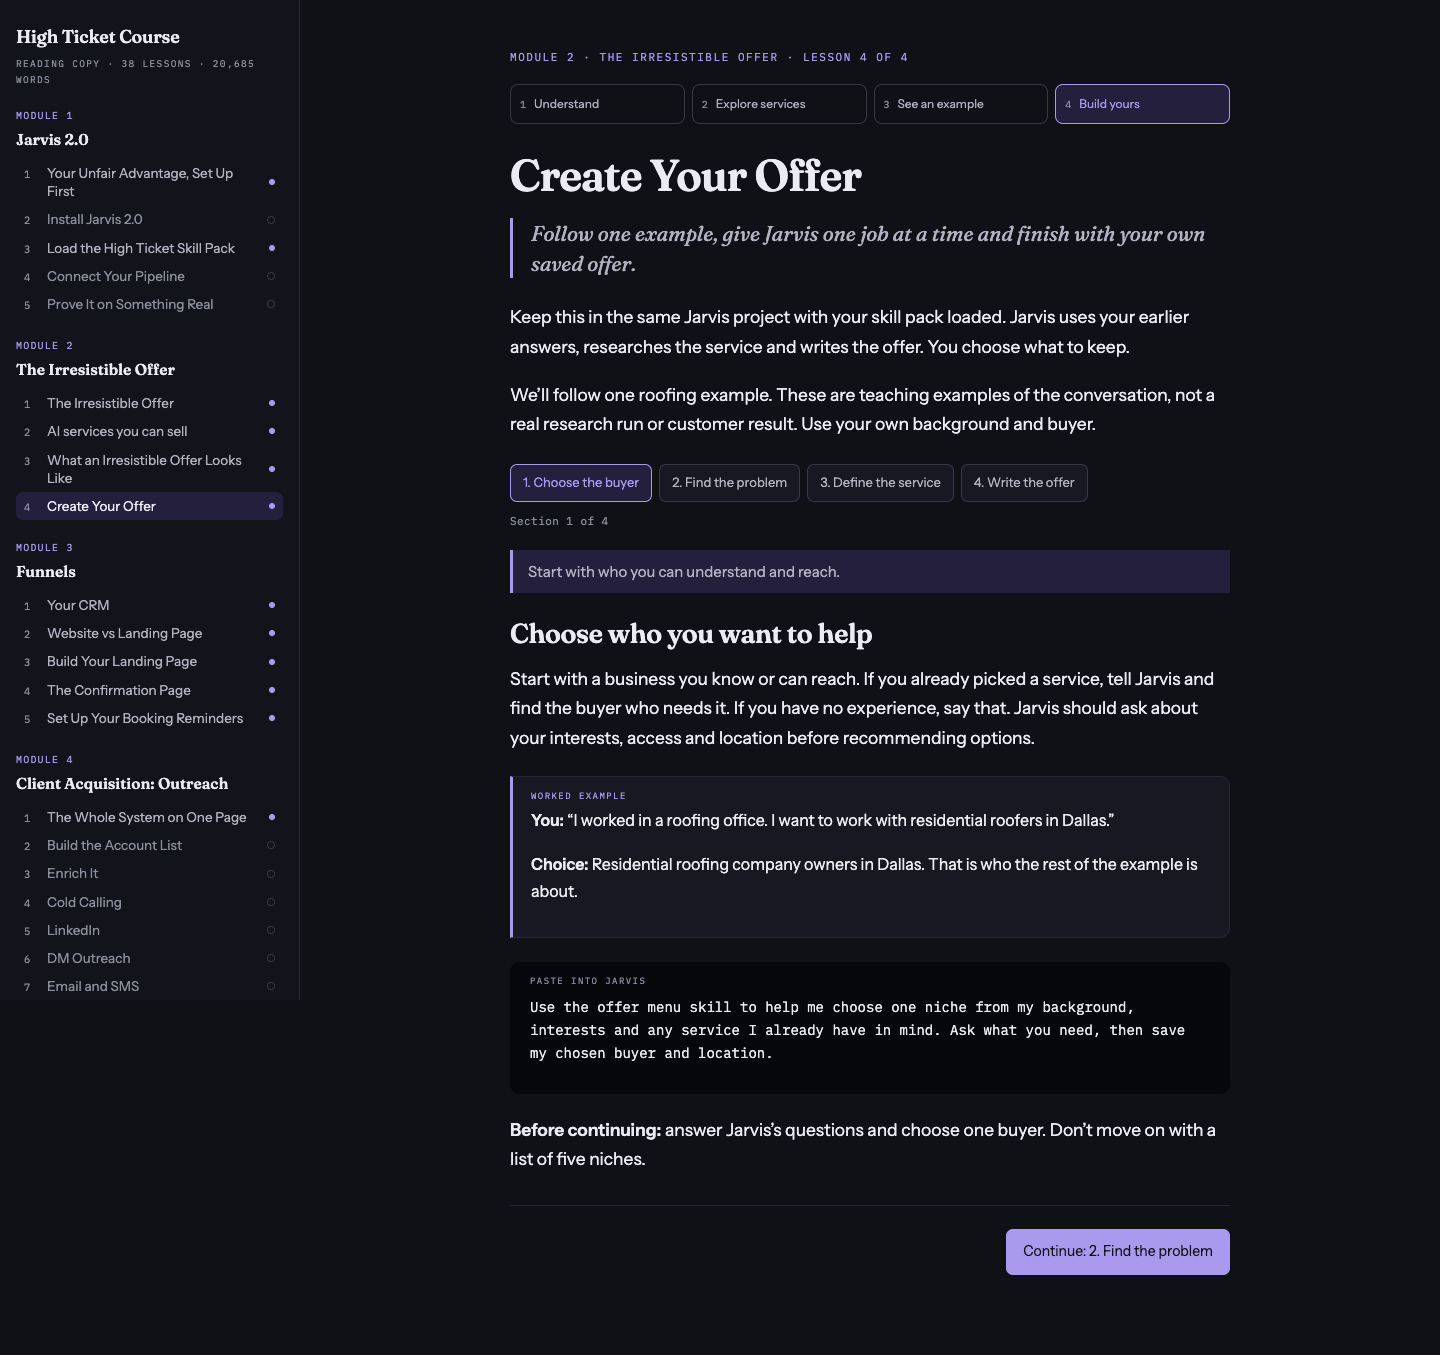 High Ticket Course
READING COPY · 38 LESSONS · 20,685
WORDS
MODULE 1
Jarvis 2.0
1 Your Unfair Advantage, Set Up
First
2 Install Jarvis 2.0
3 Load the High Ticket Skill Pack
4 Connect Your Pipeline
5 Prove It on Something Real
MODULE 2
The Irresistible Offer
1 The Irresistible Offer
2 AI services you can sell
3 What an Irresistible Offer Looks
Like
4 Create Your Offer
MODULE 3
Funnels
1 Your CRM
2 Website vs Landing Page
3 Build Your Landing Page
4 The Confirmation Page
5 Set Up Your Booking Reminders
MODULE 4
Client Acquisition: Outreach
1 The Whole System on One Page
2 Build the Account List
3 Enrich It
4 Cold Calling
5 LinkedIn
6 DM Outreach
7 Email and SMS
MODULE 2 · THE IRRESISTIBLE OFFER · LESSON 4 OF 4
1 Understand
2 Explore services
3 See an example
4 Build yours
Create Your Offer
Follow one example, give Jarvis one job at a time and finish with your own
saved offer.
Keep this in the same Jarvis project with your skill pack loaded. Jarvis uses your earlier
answers, researches the service and writes the offer. You choose what to keep.
We’ll follow one roofing example. These are teaching examples of the conversation, not a
real research run or customer result. Use your own background and buyer.
1. Choose the buyer
2. Find the problem
3. Define the service
4. Write the offer
Section 1 of 4
Start with who you can understand and reach.
Choose who you want to help
Start with a business you know or can reach. If you already picked a service, tell Jarvis and
find the buyer who needs it. If you have no experience, say that. Jarvis should ask about
your interests, access and location before recommending options.
WORKED EXAMPLE
You: “I worked in a roofing office. I want to work with residential roofers in Dallas.”
Choice: Residential roofing company owners in Dallas. That is who the rest of the example is
about.
PASTE INTO JARVIS
Use the offer menu skill to help me choose one niche from my background,
interests and any service I already have in mind. Ask what you need, then save
my chosen buyer and location.
Before continuing: answer Jarvis’s questions and choose one buyer. Don’t move on with a
list of five niches.
Continue: 2. Find the problem